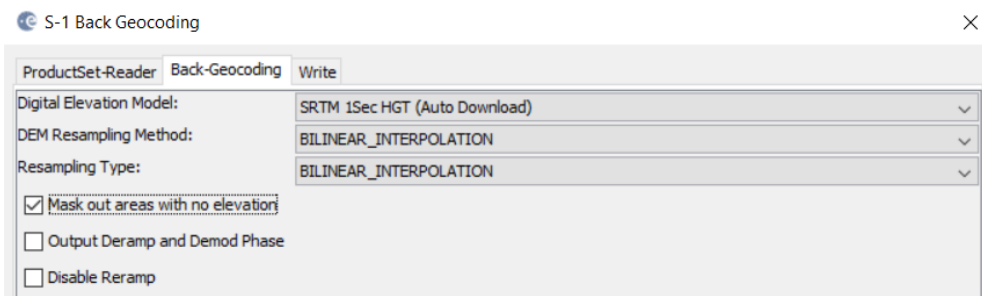 S-1 Back Geocoding
ProductSet-Reader Back-Geocoding Write
Digital Elevation Model: SRTM 1Sec HGT (Auto Download)
DEM Resampling Method: BILINEAR_INTERPOLATION
Resampling Type: BILINEAR_INTERPOLATION
Mask out areas with no elevation
Output Deramp and Demod Phase
Disable Reramp